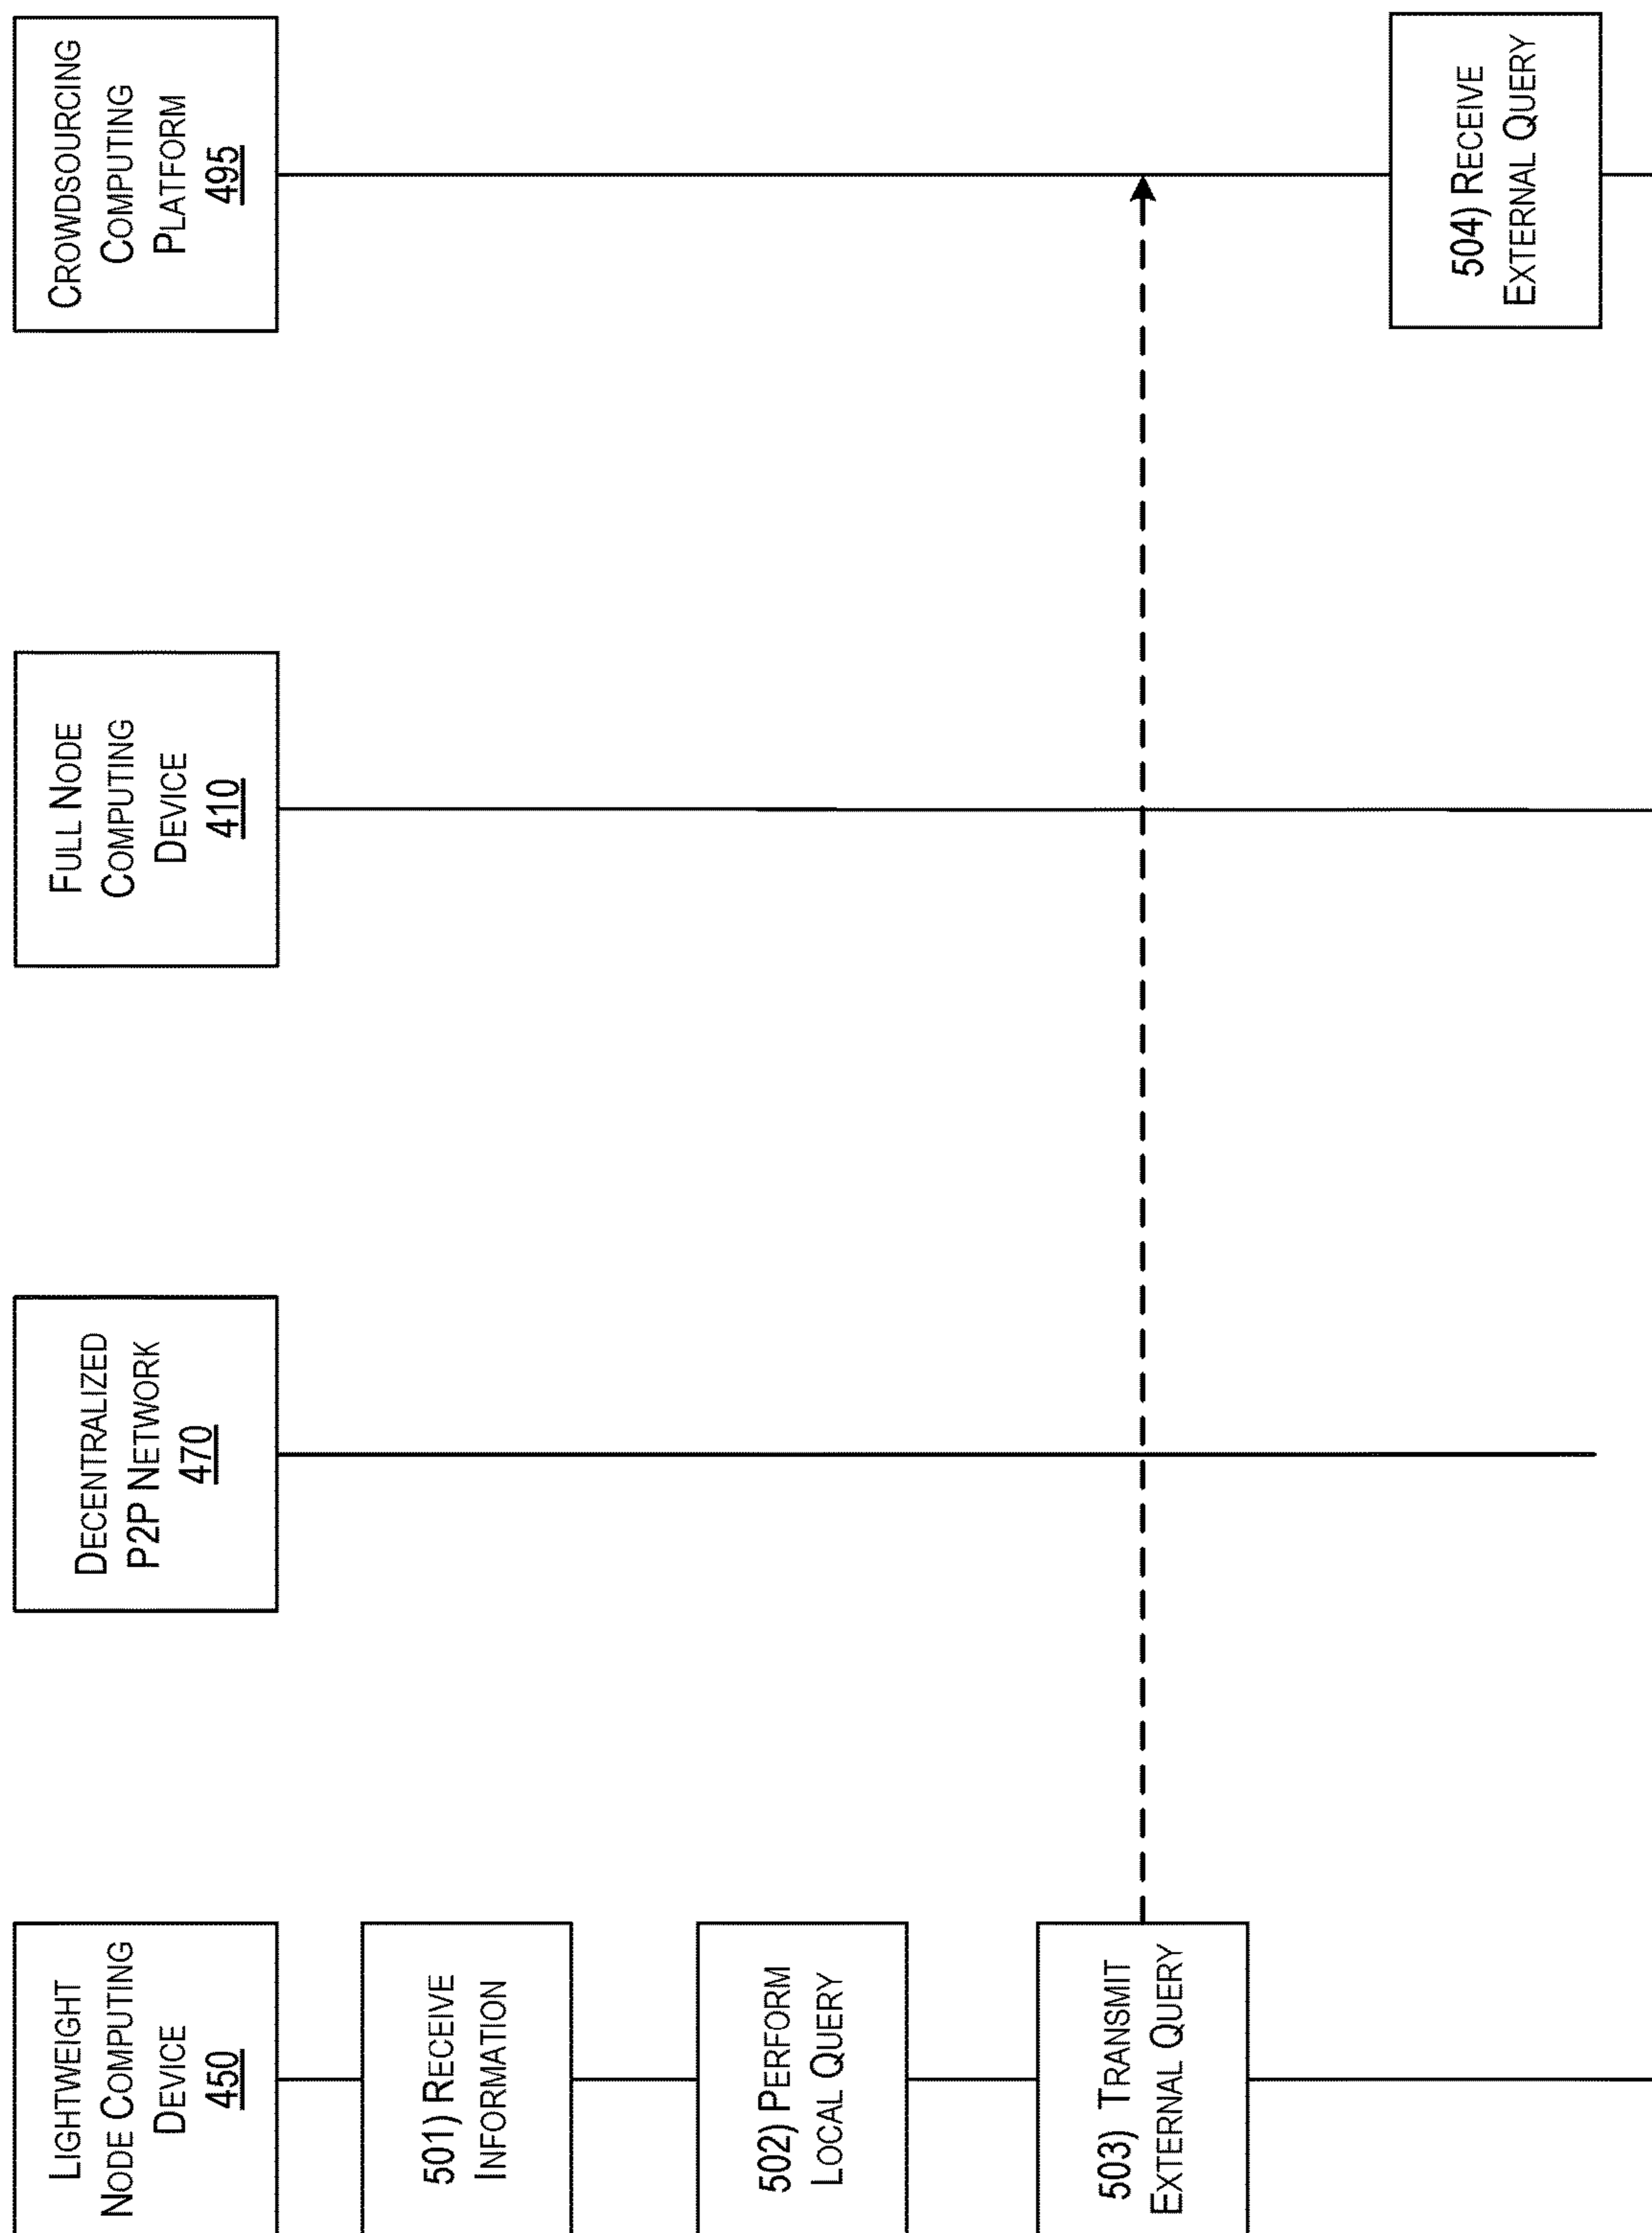 LIGHTWEIGHT
NODE COMPUTING
DEVICE
450
DECENTRALIZED
P2P NETWORK
470
FULL NODE
COMPUTING
DEVICE
410
CROWDSOURCING
COMPUTING
PLATFORM
495
501) RECEIVE
INFORMATION
502) PERFORM
LOCAL QUERY
503) TRANSMIT
EXTERNAL QUERY
504) RECEIVE
EXTERNAL QUERY